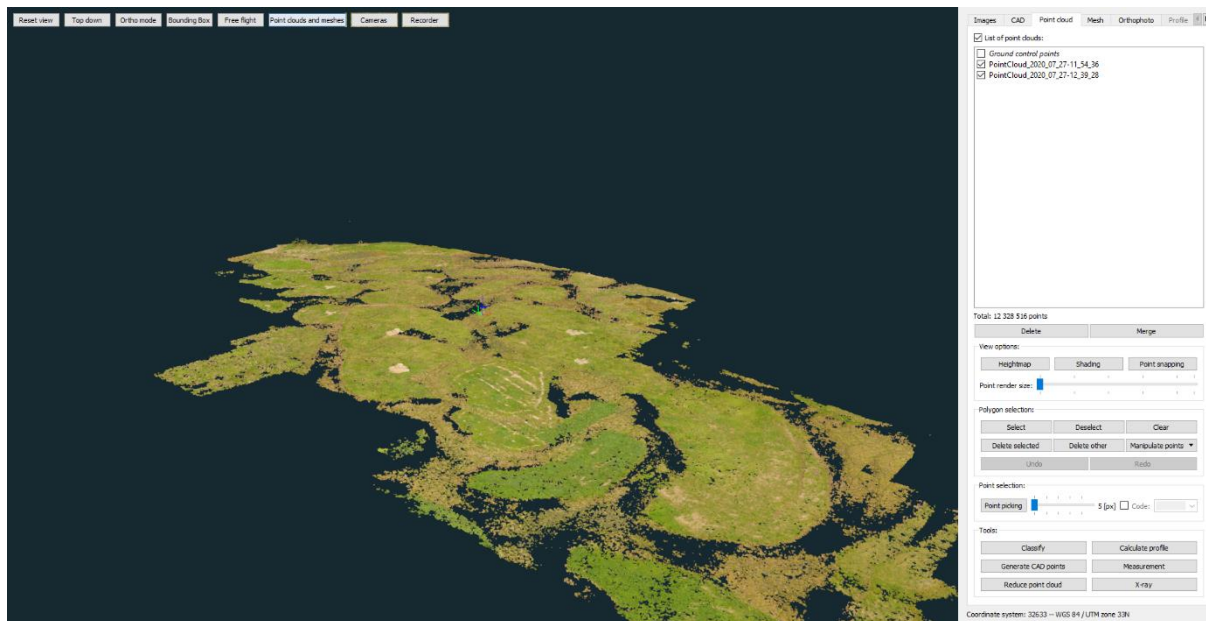 Reset view Top down Ortho mode Bounding Box Free flight Point clouds and meshes Cameras Recorder
Images CAD Point cloud Mesh Orthophoto Profile
List of point clouds:
Ground control points
PointCloud_2020_07_27-11_54_36
PointCloud_2020_07_27-12_39_28
Total: 12 328 516 points
Delete Merge
View options:
Heightmap Shading Point snapping
Point render size:
Polygon selection:
Select Deselect Clear
Delete selected Delete other Manipulate points
Undo Redo
Point selection:
Point picking 5 [px] Code:
Tools:
Classify Calculate profile
Generate CAD points Measurement
Reduce point cloud X-ray
Coordinate system: 32633 -- WGS 84 / UTM zone 33N